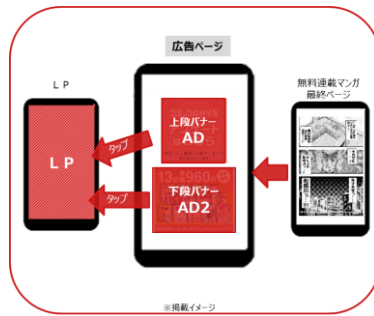 広告ページ
LP
無料連載マンガ
最終ページ
上段バナー
AD
タップ
LP
下段バナー
AD2
タップ
※掲載イメージ